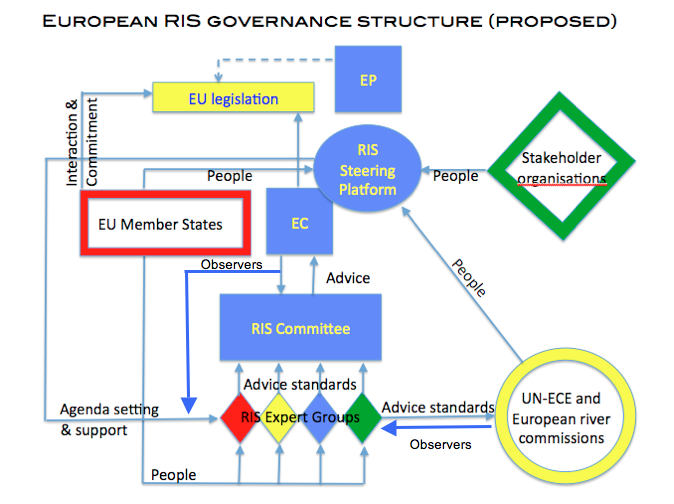 EUROPEAN RIS GOVERNANCE STRUCTURE (PROPOSED)
EP
EU legislation
Interaction &
Commitment
RIS
Steering
Platform
People
People
Stakeholder
organisations
EU Member States
EC
Observers
Advice
People
RIS Committee
Advice standards
Agenda setting
& support
RIS Expert Groups
Advice standards
UN-ECE and
European river
commissions
Observers
People